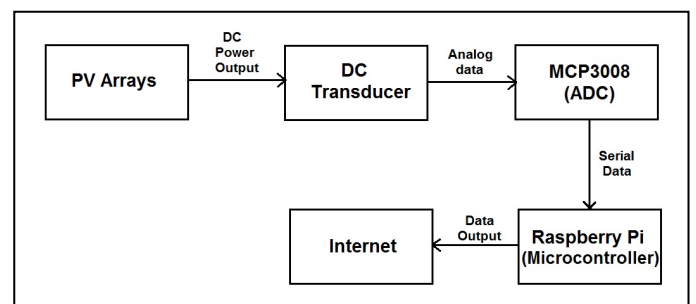 DC
Power
Output
PV Arrays
DC
Transducer
Analog
data
MCP3008
(ADC)
Serial
Data
Internet
Data
Output
Raspberry Pi
(Microcontroller)